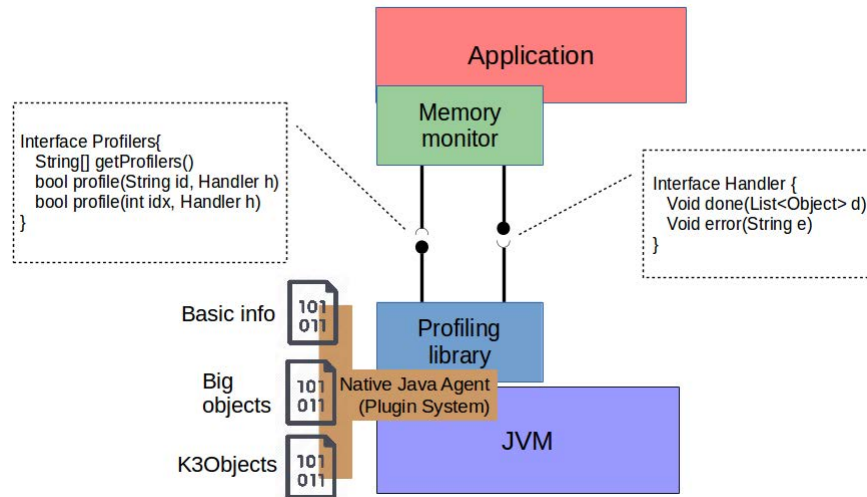 Application
Memory
monitor
Interface Profilers{
String[] getProfilers()
bool profile(String id, Handler h)
bool profile(int idx, Handler h)
}
Interface Handler {
Void done(List<Object> d)
Void error(String e)
}
Basic info
101
011
Profiling
library
Big
objects
101
011
Native Java Agent
(Plugin System)
JVM
K3Objects
101
011